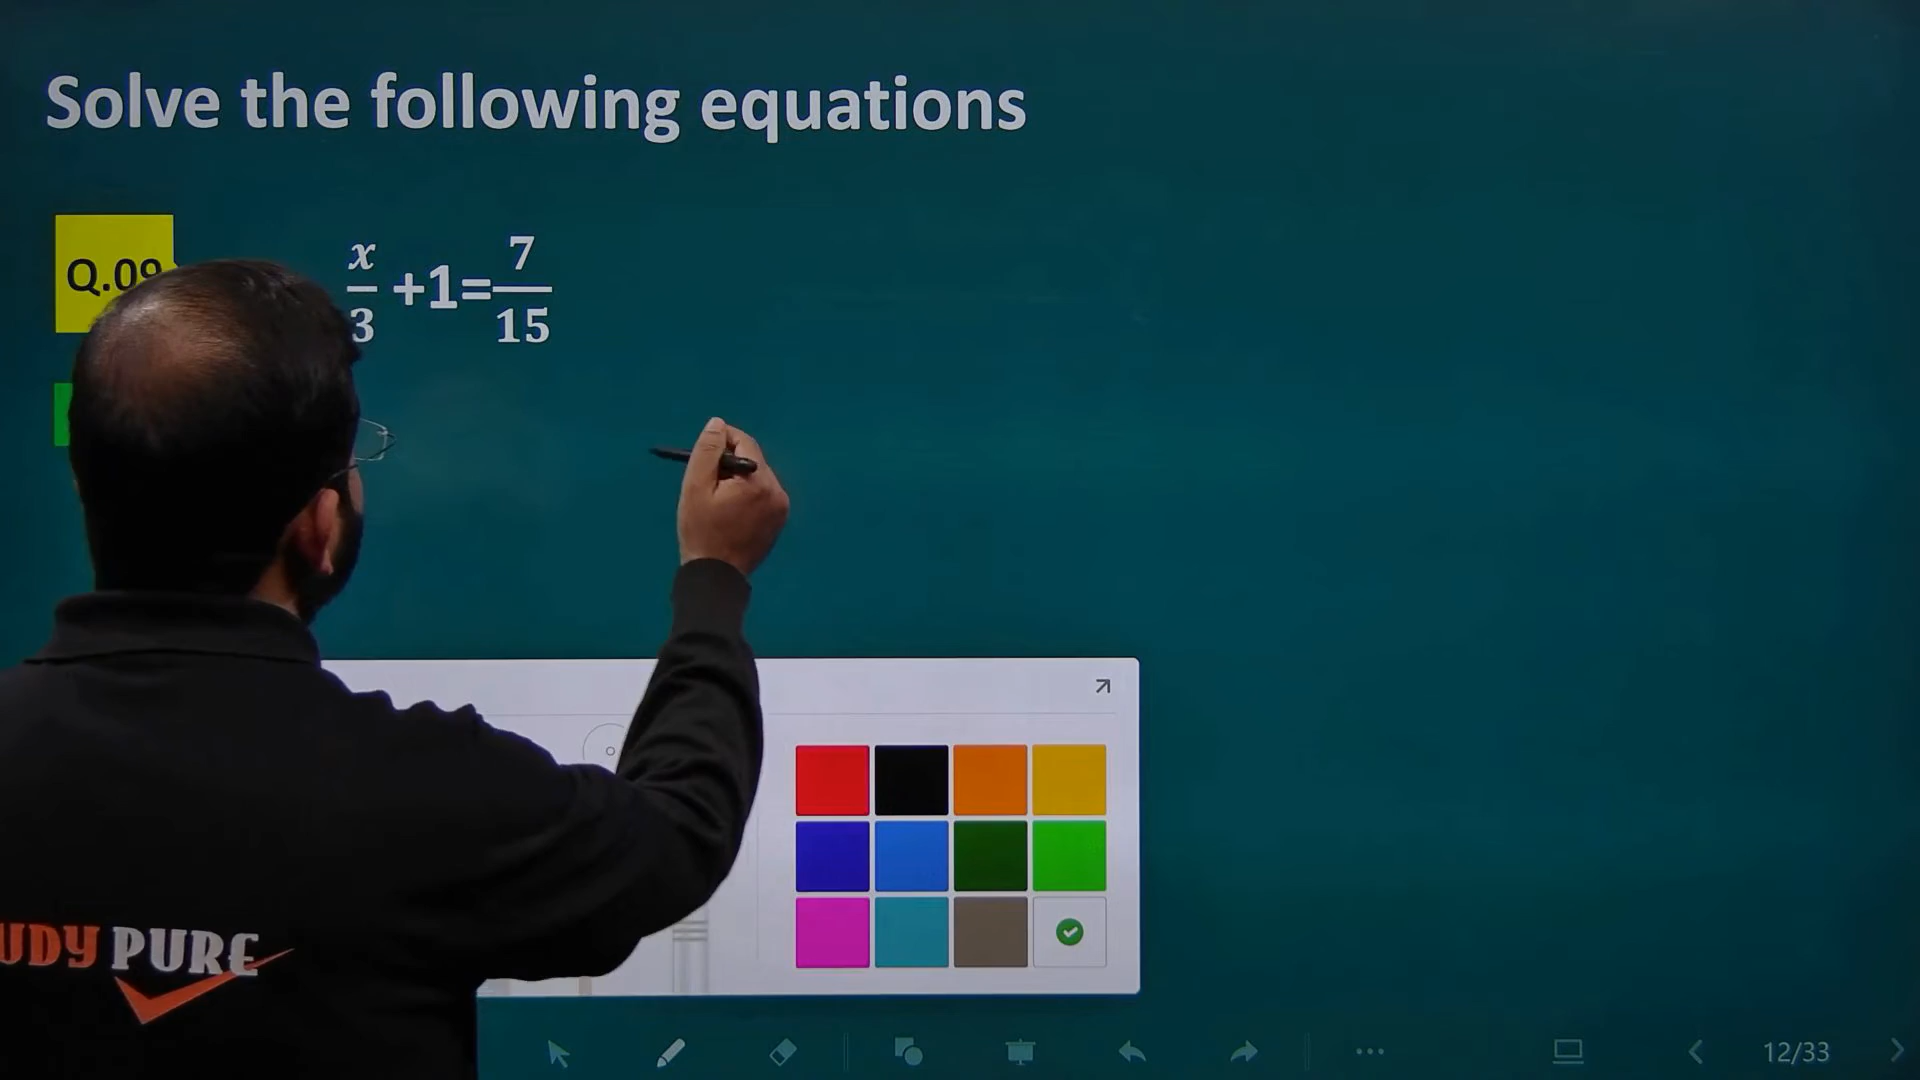 Solve the following equations
Q.09
x/3 +1=7/15
UDY PURE
12/33